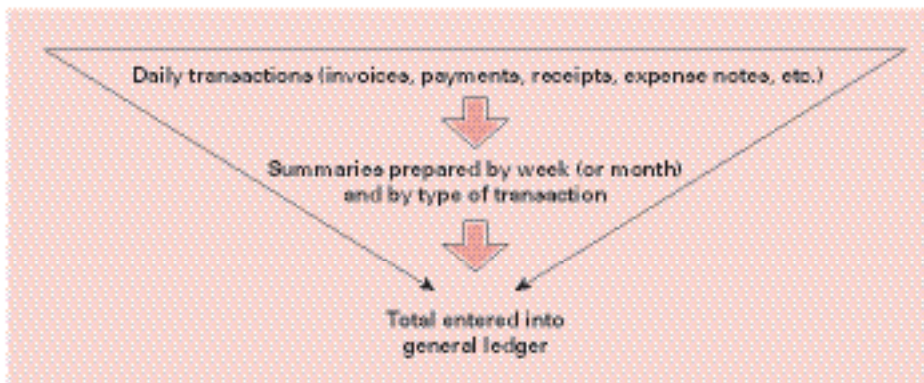 Daily transactions (invoices, payments, receipts, expense notes, etc.)
Summaries prepared by week (or month)
and by type of transaction
Total entered into
general ledger